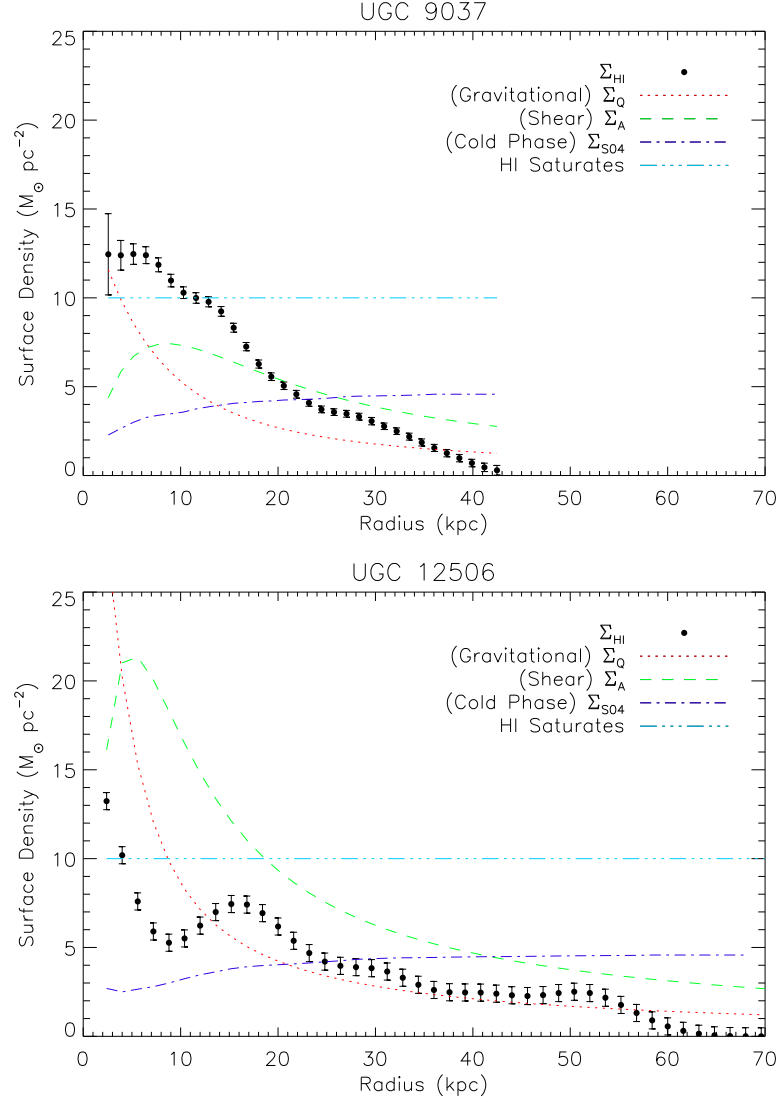 UGC 9037
25
20
15
10
5
0
Surface Density (M⊙ pc⁻²)
Σ_HI
(Gravitational) Σ_Q
(Shear) Σ_A
(Cold Phase) Σ_S04
HI Saturates
0 10 20 30 40 50 60 70
Radius (kpc)
UGC 12506
25
20
15
10
5
0
Surface Density (M⊙ pc⁻²)
Σ_HI
(Gravitational) Σ_Q
(Shear) Σ_A
(Cold Phase) Σ_S04
HI Saturates
0 10 20 30 40 50 60 70
Radius (kpc)